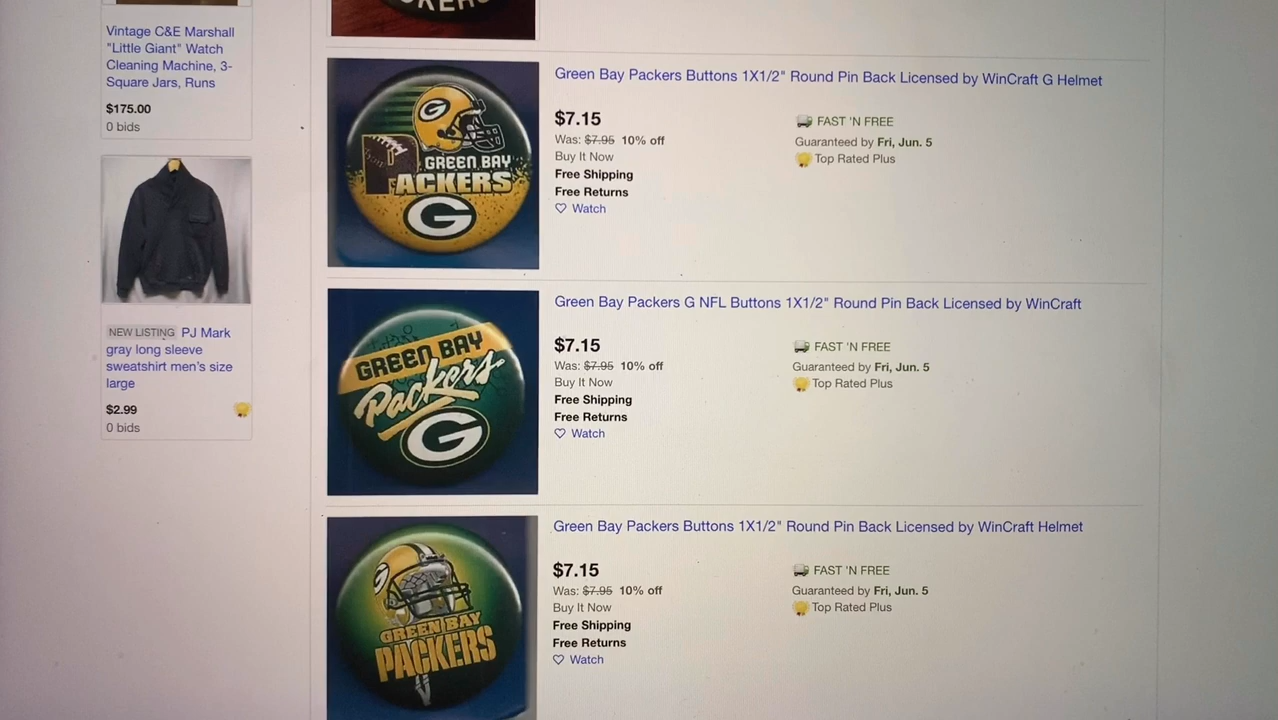 Vintage C&E Marshall
"Little Giant" Watch
Cleaning Machine, 3-
Square Jars, Runs
$175.00
0 bids
NEW LISTING PJ Mark
gray long sleeve
sweatshirt men's size
large
$2.99
0 bids
Green Bay Packers Buttons 1X1/2" Round Pin Back Licensed by WinCraft G Helmet
$7.15
Was: $7.95 10% off
Buy It Now
Free Shipping
Free Returns
Watch
FAST 'N FREE
Guaranteed by Fri, Jun. 5
Top Rated Plus
G
GREEN BAY
PACKERS
G
Green Bay Packers G NFL Buttons 1X1/2" Round Pin Back Licensed by WinCraft
$7.15
Was: $7.95 10% off
Buy It Now
Free Shipping
Free Returns
Watch
FAST 'N FREE
Guaranteed by Fri, Jun. 5
Top Rated Plus
GREEN BAY
Packers
G
Green Bay Packers Buttons 1X1/2" Round Pin Back Licensed by WinCraft Helmet
$7.15
Was: $7.95 10% off
Buy It Now
Free Shipping
Free Returns
Watch
FAST 'N FREE
Guaranteed by Fri, Jun. 5
Top Rated Plus
G
GREEN BAY
PACKERS